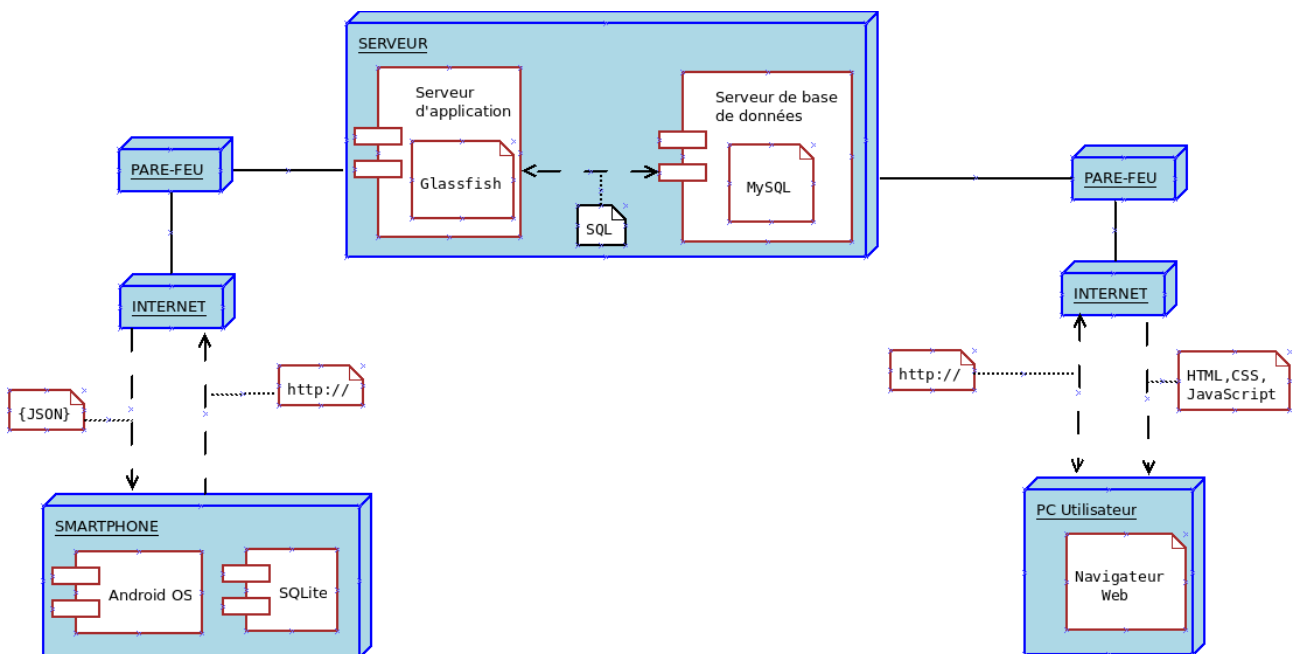 SERVEUR
Serveur
d'application
Glassfish
SQL
Serveur de base
de données
MySQL
PARE-FEU
PARE-FEU
INTERNET
INTERNET
{JSON}
http://
http://
HTML,CSS,
JavaScript
SMARTPHONE
Android OS
SQLite
PC Utilisateur
Navigateur
Web